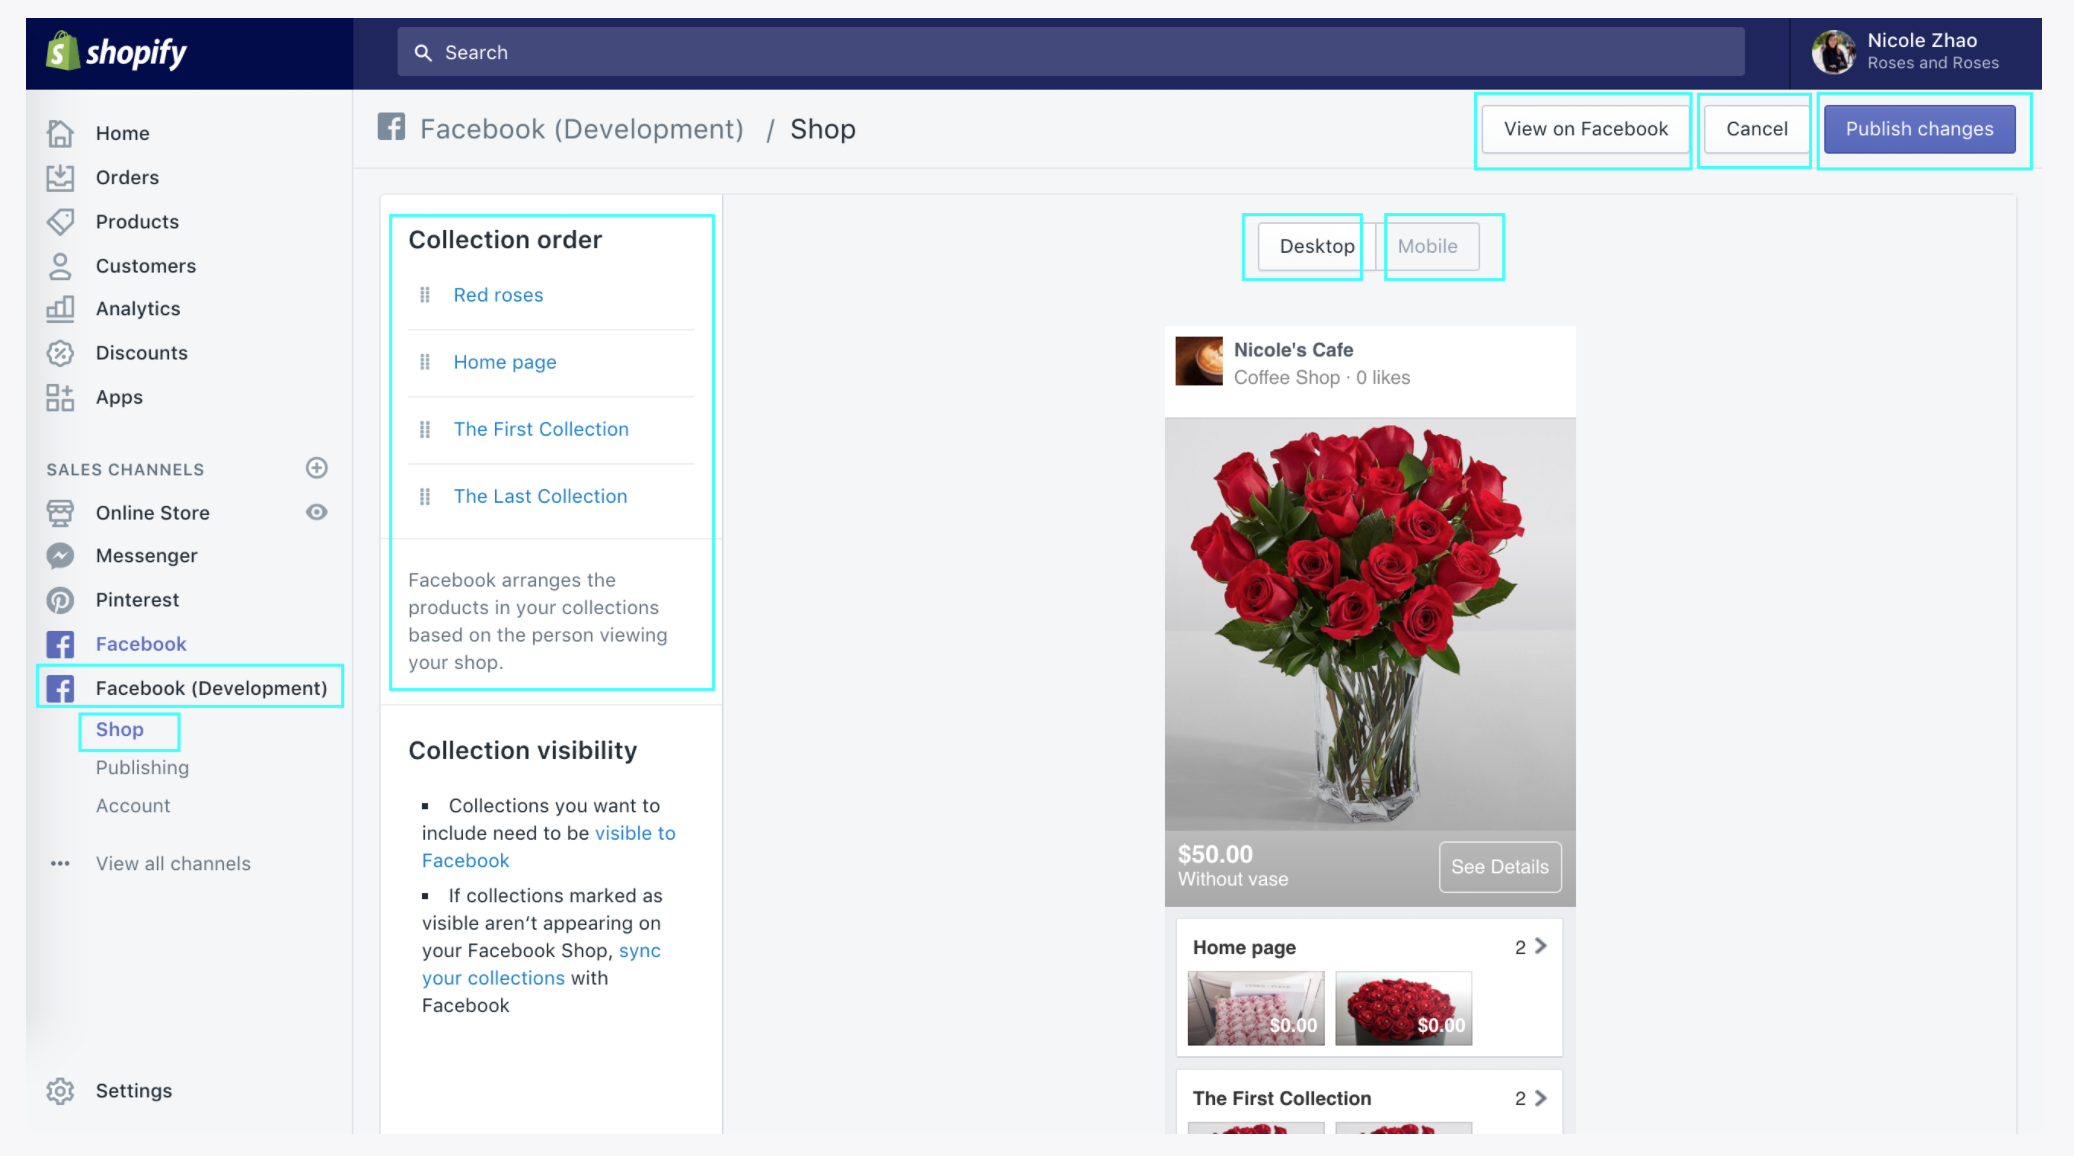 shopify
Search
Nicole Zhao
Roses and Roses
Home
Orders
Products
Customers
Analytics
Discounts
Apps
SALES CHANNELS
Online Store
Messenger
Pinterest
Facebook
Facebook (Development)
Shop
Publishing
Account
View all channels
Settings
Facebook (Development) / Shop
View on Facebook
Cancel
Publish changes
Collection order
Red roses
Home page
The First Collection
The Last Collection
Facebook arranges the
products in your collections
based on the person viewing
your shop.
Collection visibility
Collections you want to
include need to be visible to
Facebook
If collections marked as
visible aren't appearing on
your Facebook Shop, sync
your collections with
Facebook
Desktop
Mobile
Nicole's Cafe
Coffee Shop · 0 likes
$50.00
Without vase
See Details
Home page 2
$0.00 $0.00
The First Collection 2